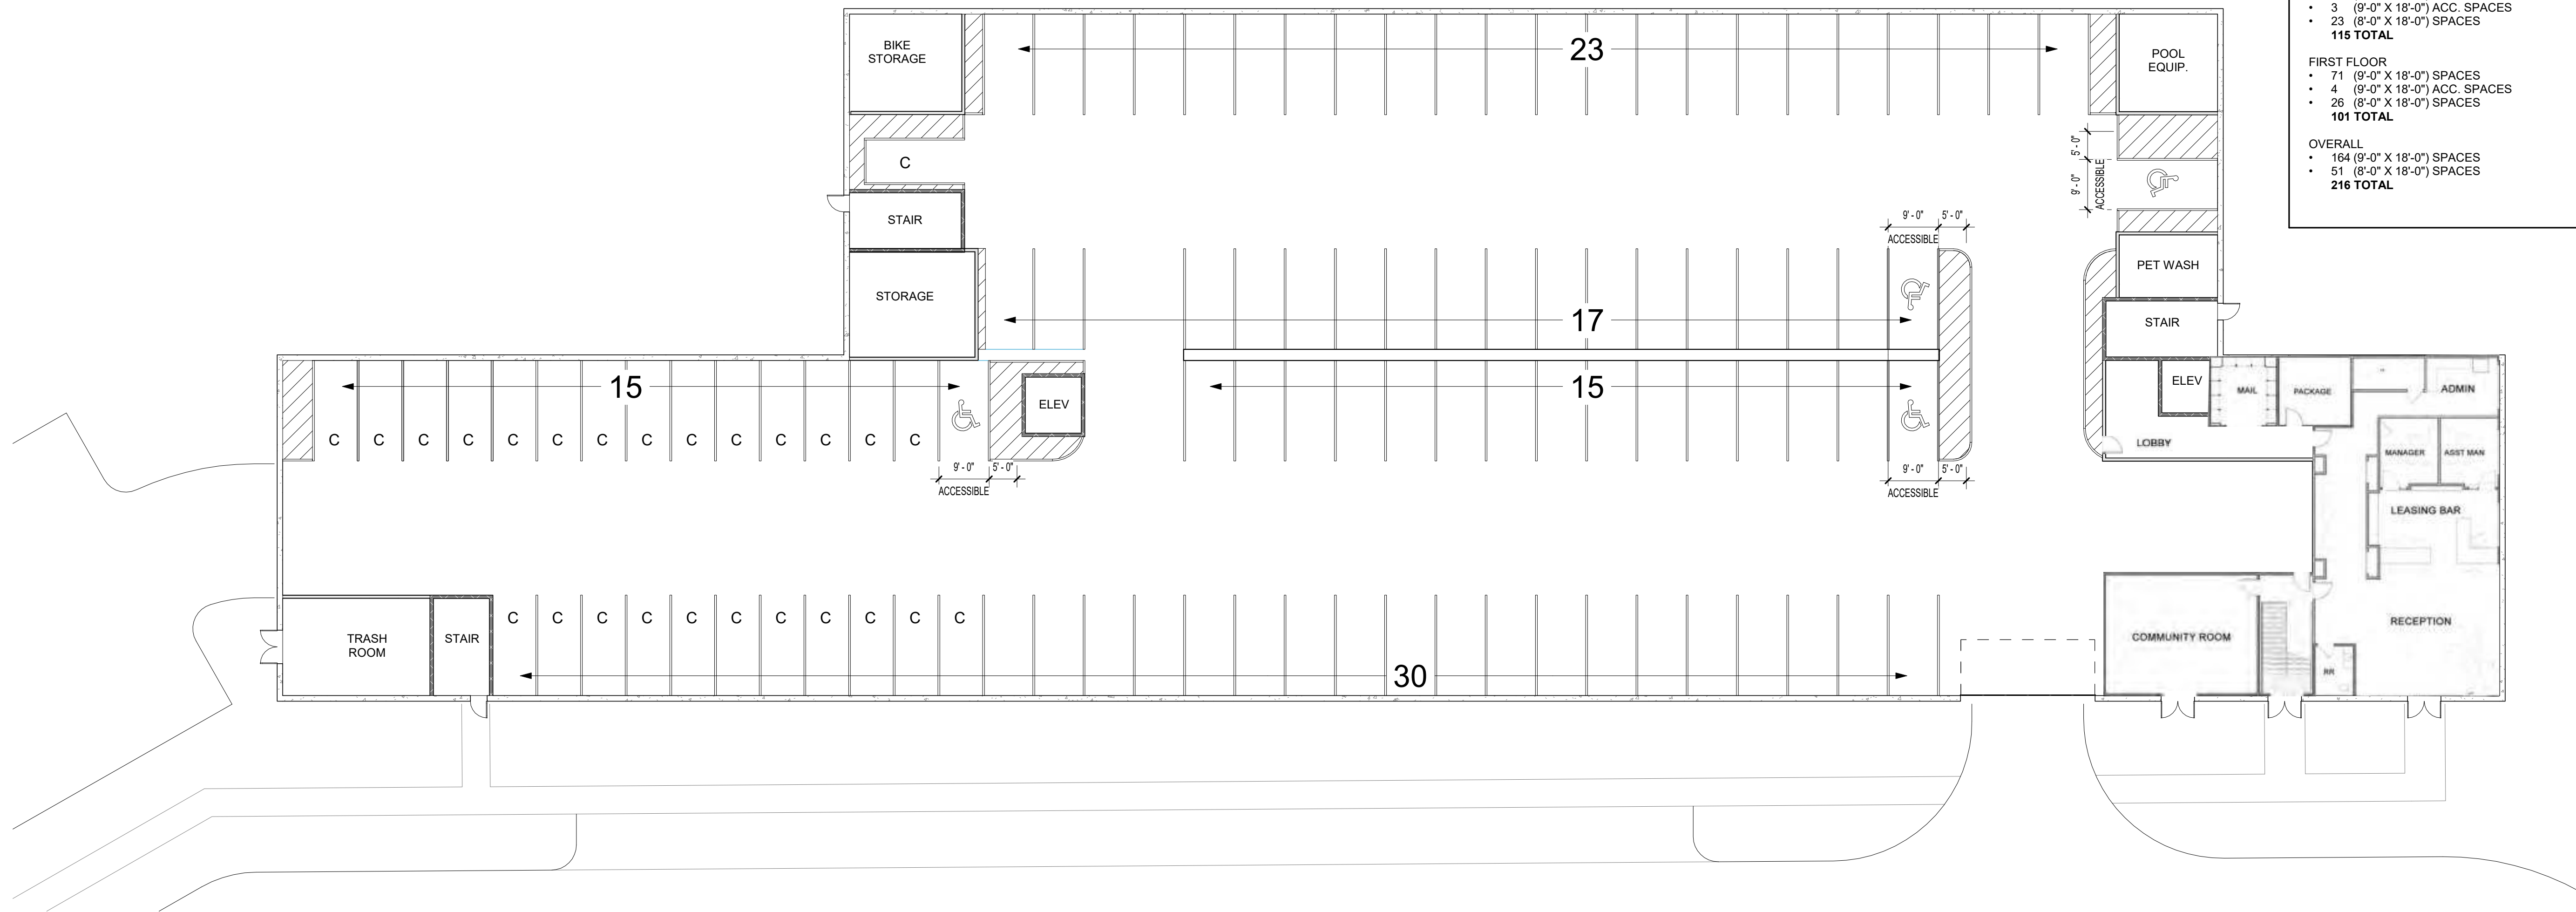 • 3 (9'-0" X 18'-0") ACC. SPACES
• 23 (8'-0" X 18'-0") SPACES
115 TOTAL
FIRST FLOOR
• 71 (9'-0" X 18'-0") SPACES
• 4 (9'-0" X 18'-0") ACC. SPACES
• 26 (8'-0" X 18'-0") SPACES
101 TOTAL
OVERALL
• 164 (9'-0" X 18'-0") SPACES
• 51 (8'-0" X 18'-0") SPACES
216 TOTAL
BIKE
STORAGE
23
POOL
EQUIP.
C
5' - 0"
9' - 0"
ACCESSIBLE
STAIR
9' - 0" 5' - 0"
ACCESSIBLE
PET WASH
STORAGE
17
STAIR
15
15
ELEV
ELEV
MAIL
PACKAGE
ADMIN
C C C C C C C C C C C C C C
LOBBY
MANAGER
ASST MAN
9' - 0" 5' - 0"
ACCESSIBLE
9' - 0" 5' - 0"
ACCESSIBLE
LEASING BAR
C C C C C C C C C C C
TRASH
ROOM
STAIR
COMMUNITY ROOM
RECEPTION
RR
30